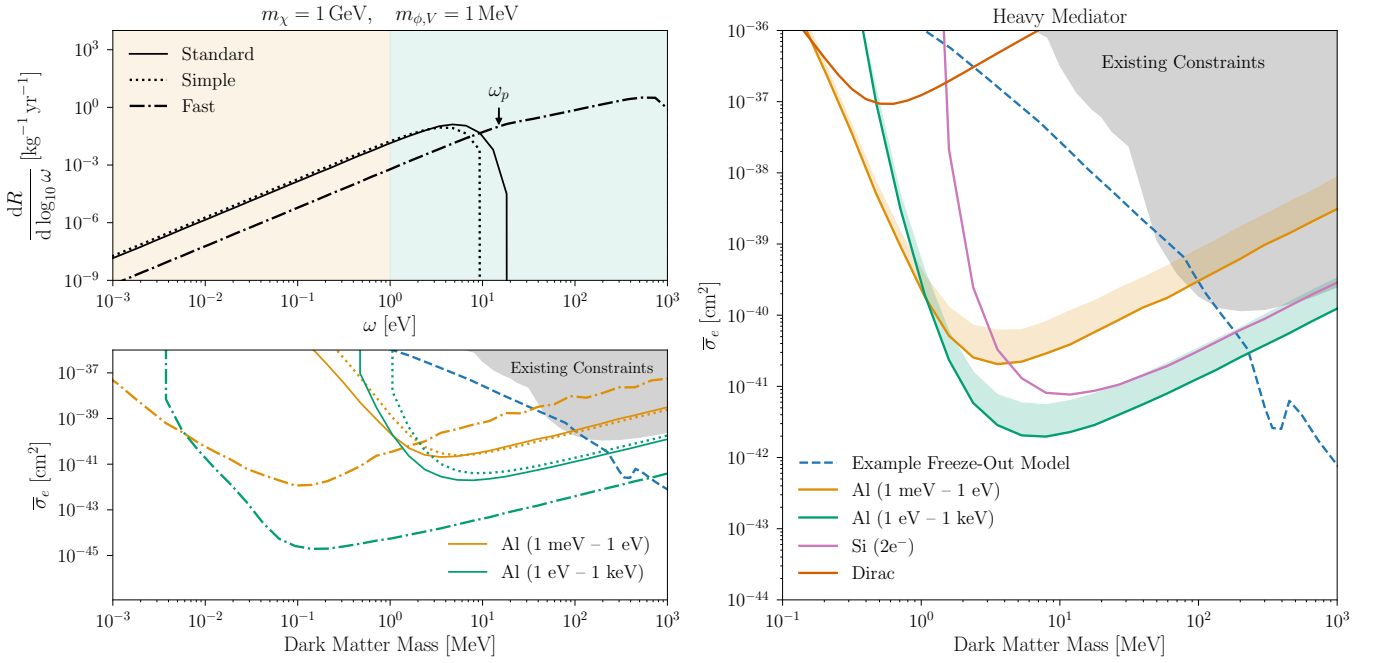 m_χ = 1 GeV, m_{ϕ,V} = 1 MeV
dR / d log₁₀ ω [kg⁻¹ yr⁻¹]
10³
10⁰
10⁻³
10⁻⁶
10⁻⁹
Standard
Simple
Fast
ω_p
10⁻³
10⁻²
10⁻¹
10⁰
10¹
10²
10³
ω [eV]
σ̅_e [cm²]
10⁻³⁷
10⁻³⁹
10⁻⁴¹
10⁻⁴³
10⁻⁴⁵
Existing Constraints
Al (1 meV – 1 eV)
Al (1 eV – 1 keV)
10⁻³
10⁻²
10⁻¹
10⁰
10¹
10²
10³
Dark Matter Mass [MeV]
Heavy Mediator
σ̅_e [cm²]
10⁻³⁶
10⁻³⁷
10⁻³⁸
10⁻³⁹
10⁻⁴⁰
10⁻⁴¹
10⁻⁴²
10⁻⁴³
10⁻⁴⁴
Existing Constraints
Example Freeze-Out Model
Al (1 meV – 1 eV)
Al (1 eV – 1 keV)
Si (2e⁻)
Dirac
10⁻¹
10⁰
10¹
10²
10³
Dark Matter Mass [MeV]